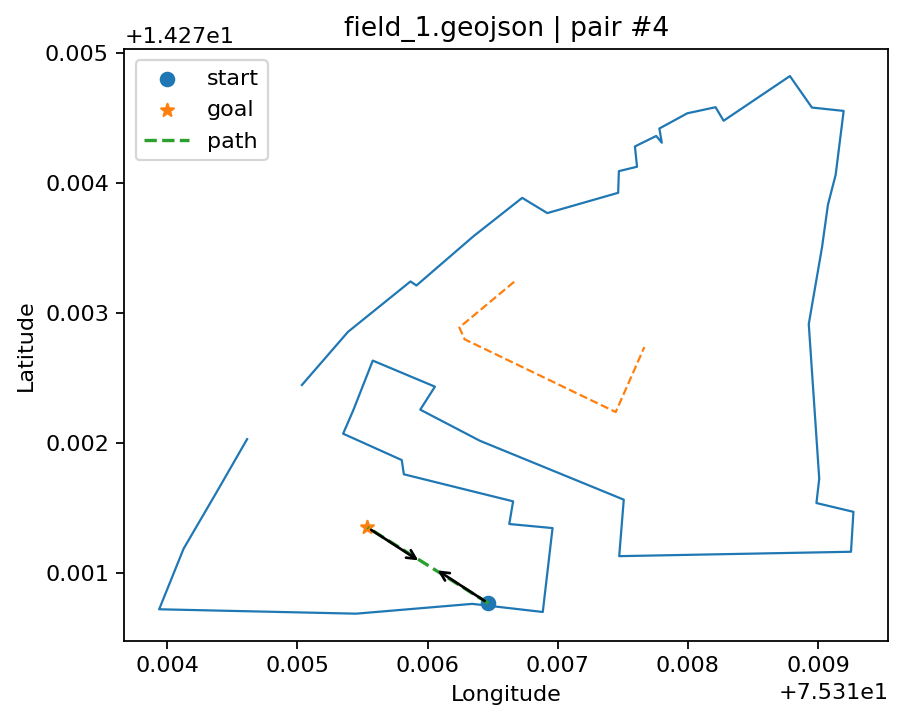 field_1.geojson | pair #4
+1.427e1
start
goal
path
0.005
0.004
0.003
0.002
0.001
Latitude
0.004 0.005 0.006 0.007 0.008 0.009
+7.531e1
Longitude